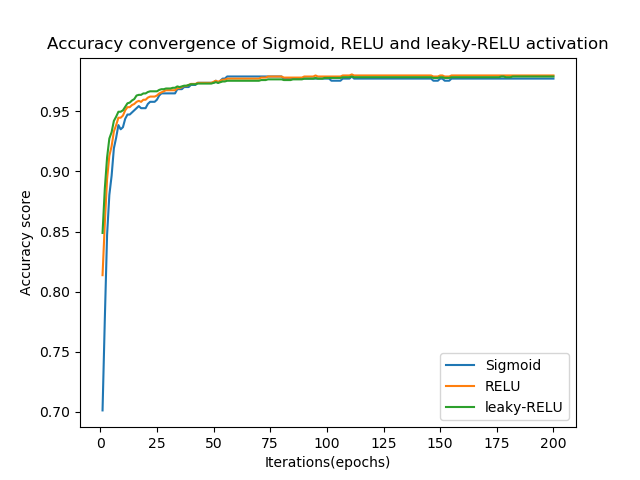 Accuracy convergence of Sigmoid, RELU and leaky-RELU activation
Accuracy score
0.95
0.90
0.85
0.80
0.75
0.70
Sigmoid
RELU
leaky-RELU
0 25 50 75 100 125 150 175 200
Iterations(epochs)